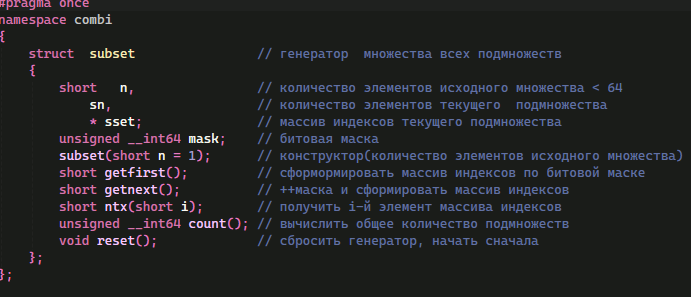 #pragma once
namespace combi
{
struct subset // генератор множества всех подмножеств
{
short n, // количество элементов исходного множества < 64
sn, // количество элементов текущего подмножества
* sset; // массив индексов текущего подмножества
unsigned __int64 mask; // битовая маска
subset(short n = 1); // конструктор(количество элементов исходного множества)
short getfirst(); // сформормировать массив индексов по битовой маске
short getnext(); // ++маска и сформировать массив индексов
short ntx(short i); // получить i-й элемент массива индексов
unsigned __int64 count(); // вычислить общее количество подмножеств
void reset(); // сбросить генератор, начать сначала
};
};